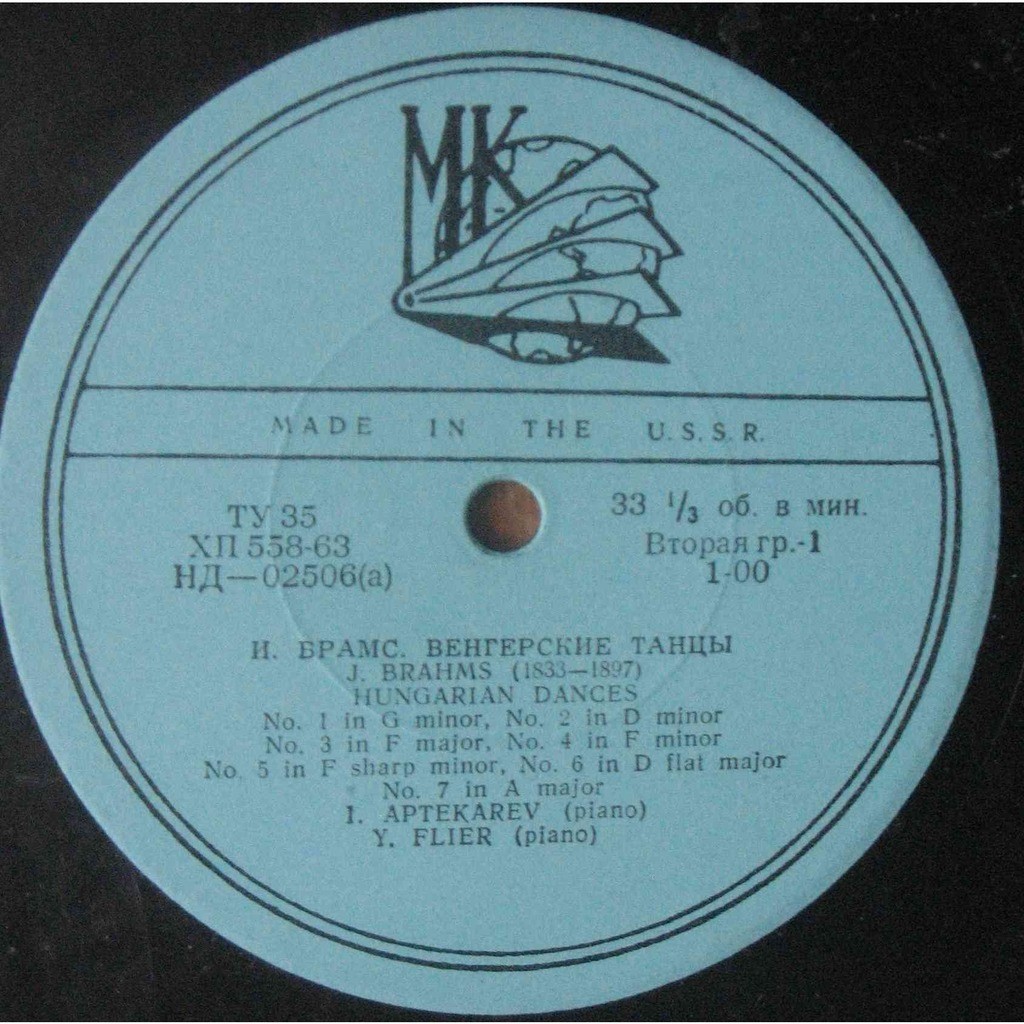 МК
MADE IN THE U.S.S.R.
ТУ 35
ХП 558-63
НД—02506(а)
33 1/3 об. в мин.
Вторая гр.-1
1-00
И. БРАМС. ВЕНГЕРСКИЕ ТАНЦЫ
J. BRAHMS (1833—1897)
HUNGARIAN DANCES
No. 1 in G minor, No. 2 in D minor
No. 3 in F major, No. 4 in F minor
No. 5 in F sharp minor, No. 6 in D flat major
No. 7 in A major
I. APTEKAREV (piano)
Y. FLIER (piano)